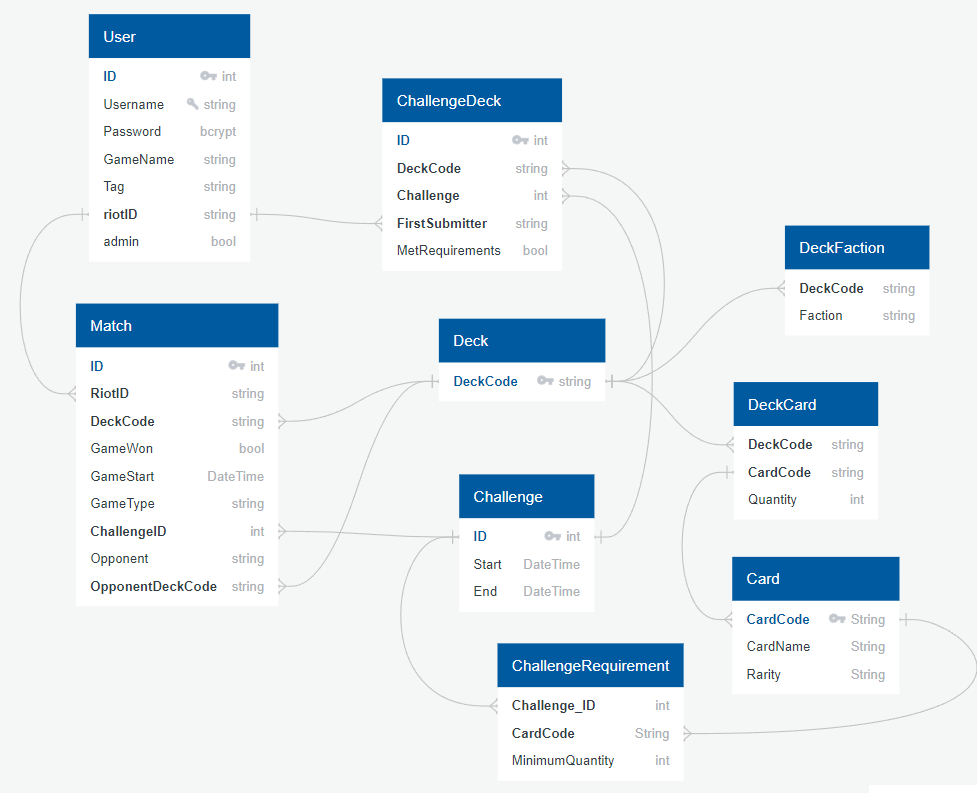 User
ID int
Username string
Password bcrypt
GameName string
Tag string
riotID string
admin bool
ChallengeDeck
ID int
DeckCode string
Challenge int
FirstSubmitter string
MetRequirements bool
DeckFaction
DeckCode string
Faction string
Match
ID int
RiotID string
DeckCode string
GameWon bool
GameStart DateTime
GameType string
ChallengeID int
Opponent string
OpponentDeckCode string
Deck
DeckCode string
DeckCard
DeckCode string
CardCode string
Quantity int
Challenge
ID int
Start DateTime
End DateTime
Card
CardCode String
CardName String
Rarity String
ChallengeRequirement
Challenge_ID int
CardCode String
MinimumQuantity int